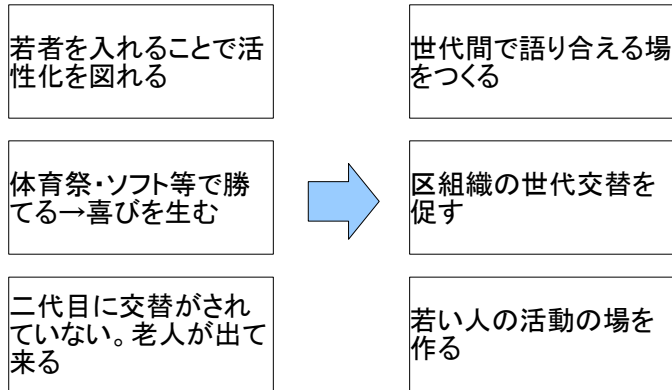 若者を入れることで活
性化を図れる
体育祭・ソフト等で勝
てる→喜びを生む
二代目に交替がされ
ていない。老人が出て
来る
世代間で語り合える場
をつくる
区組織の世代交替を
促す
若い人の活動の場を
作る